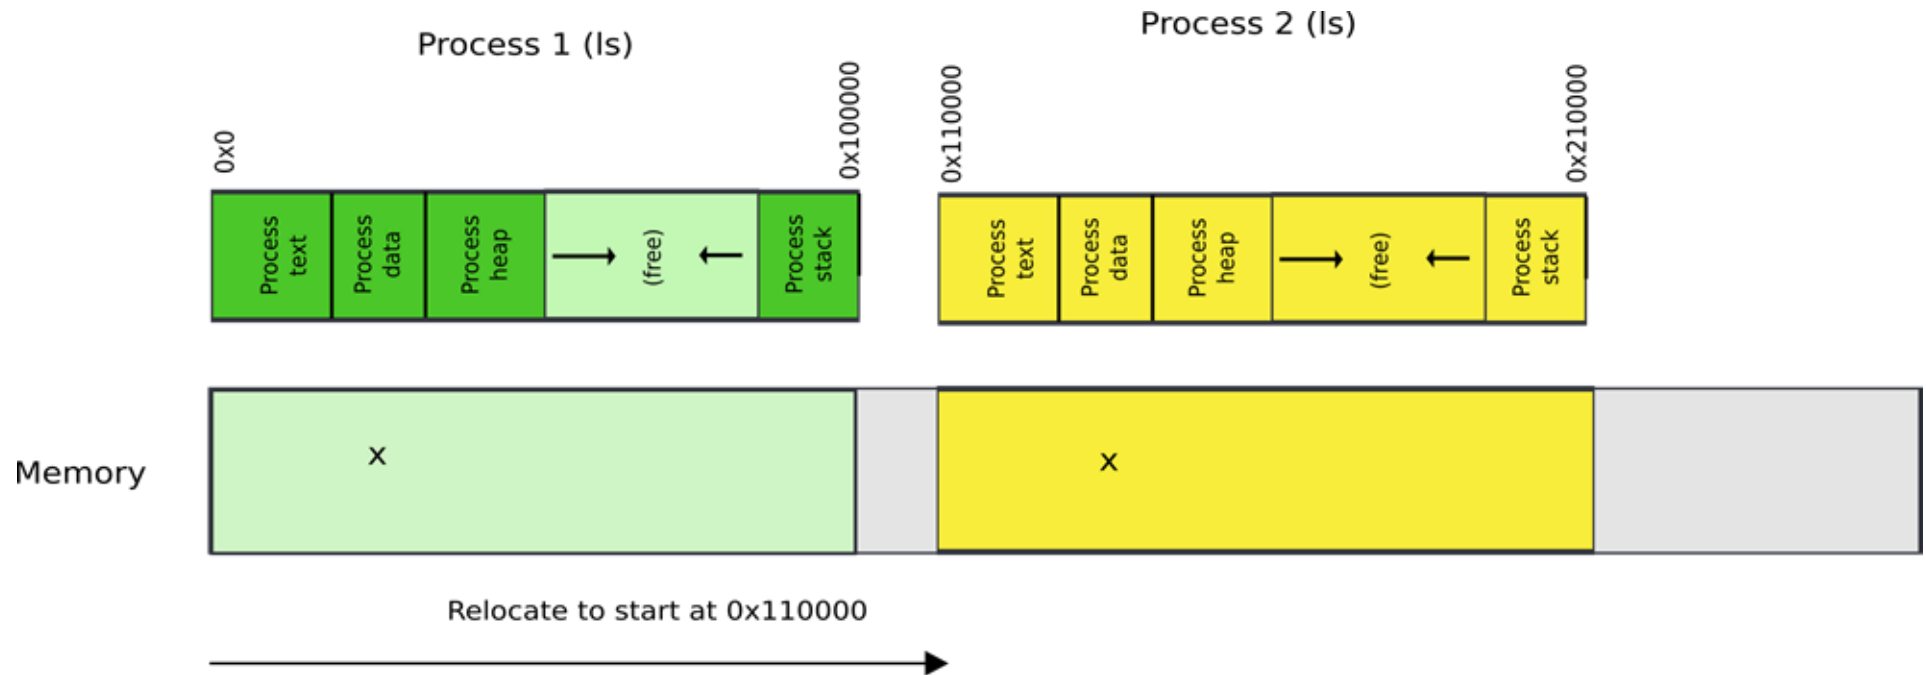 Process 1 (ls)
Process 2 (ls)
0x0
0x100000
0x110000
0x210000
Process
text
Process
data
Process
heap
(free)
Process
stack
Process
text
Process
data
Process
heap
(free)
Process
stack
Memory
x
x
Relocate to start at 0x110000